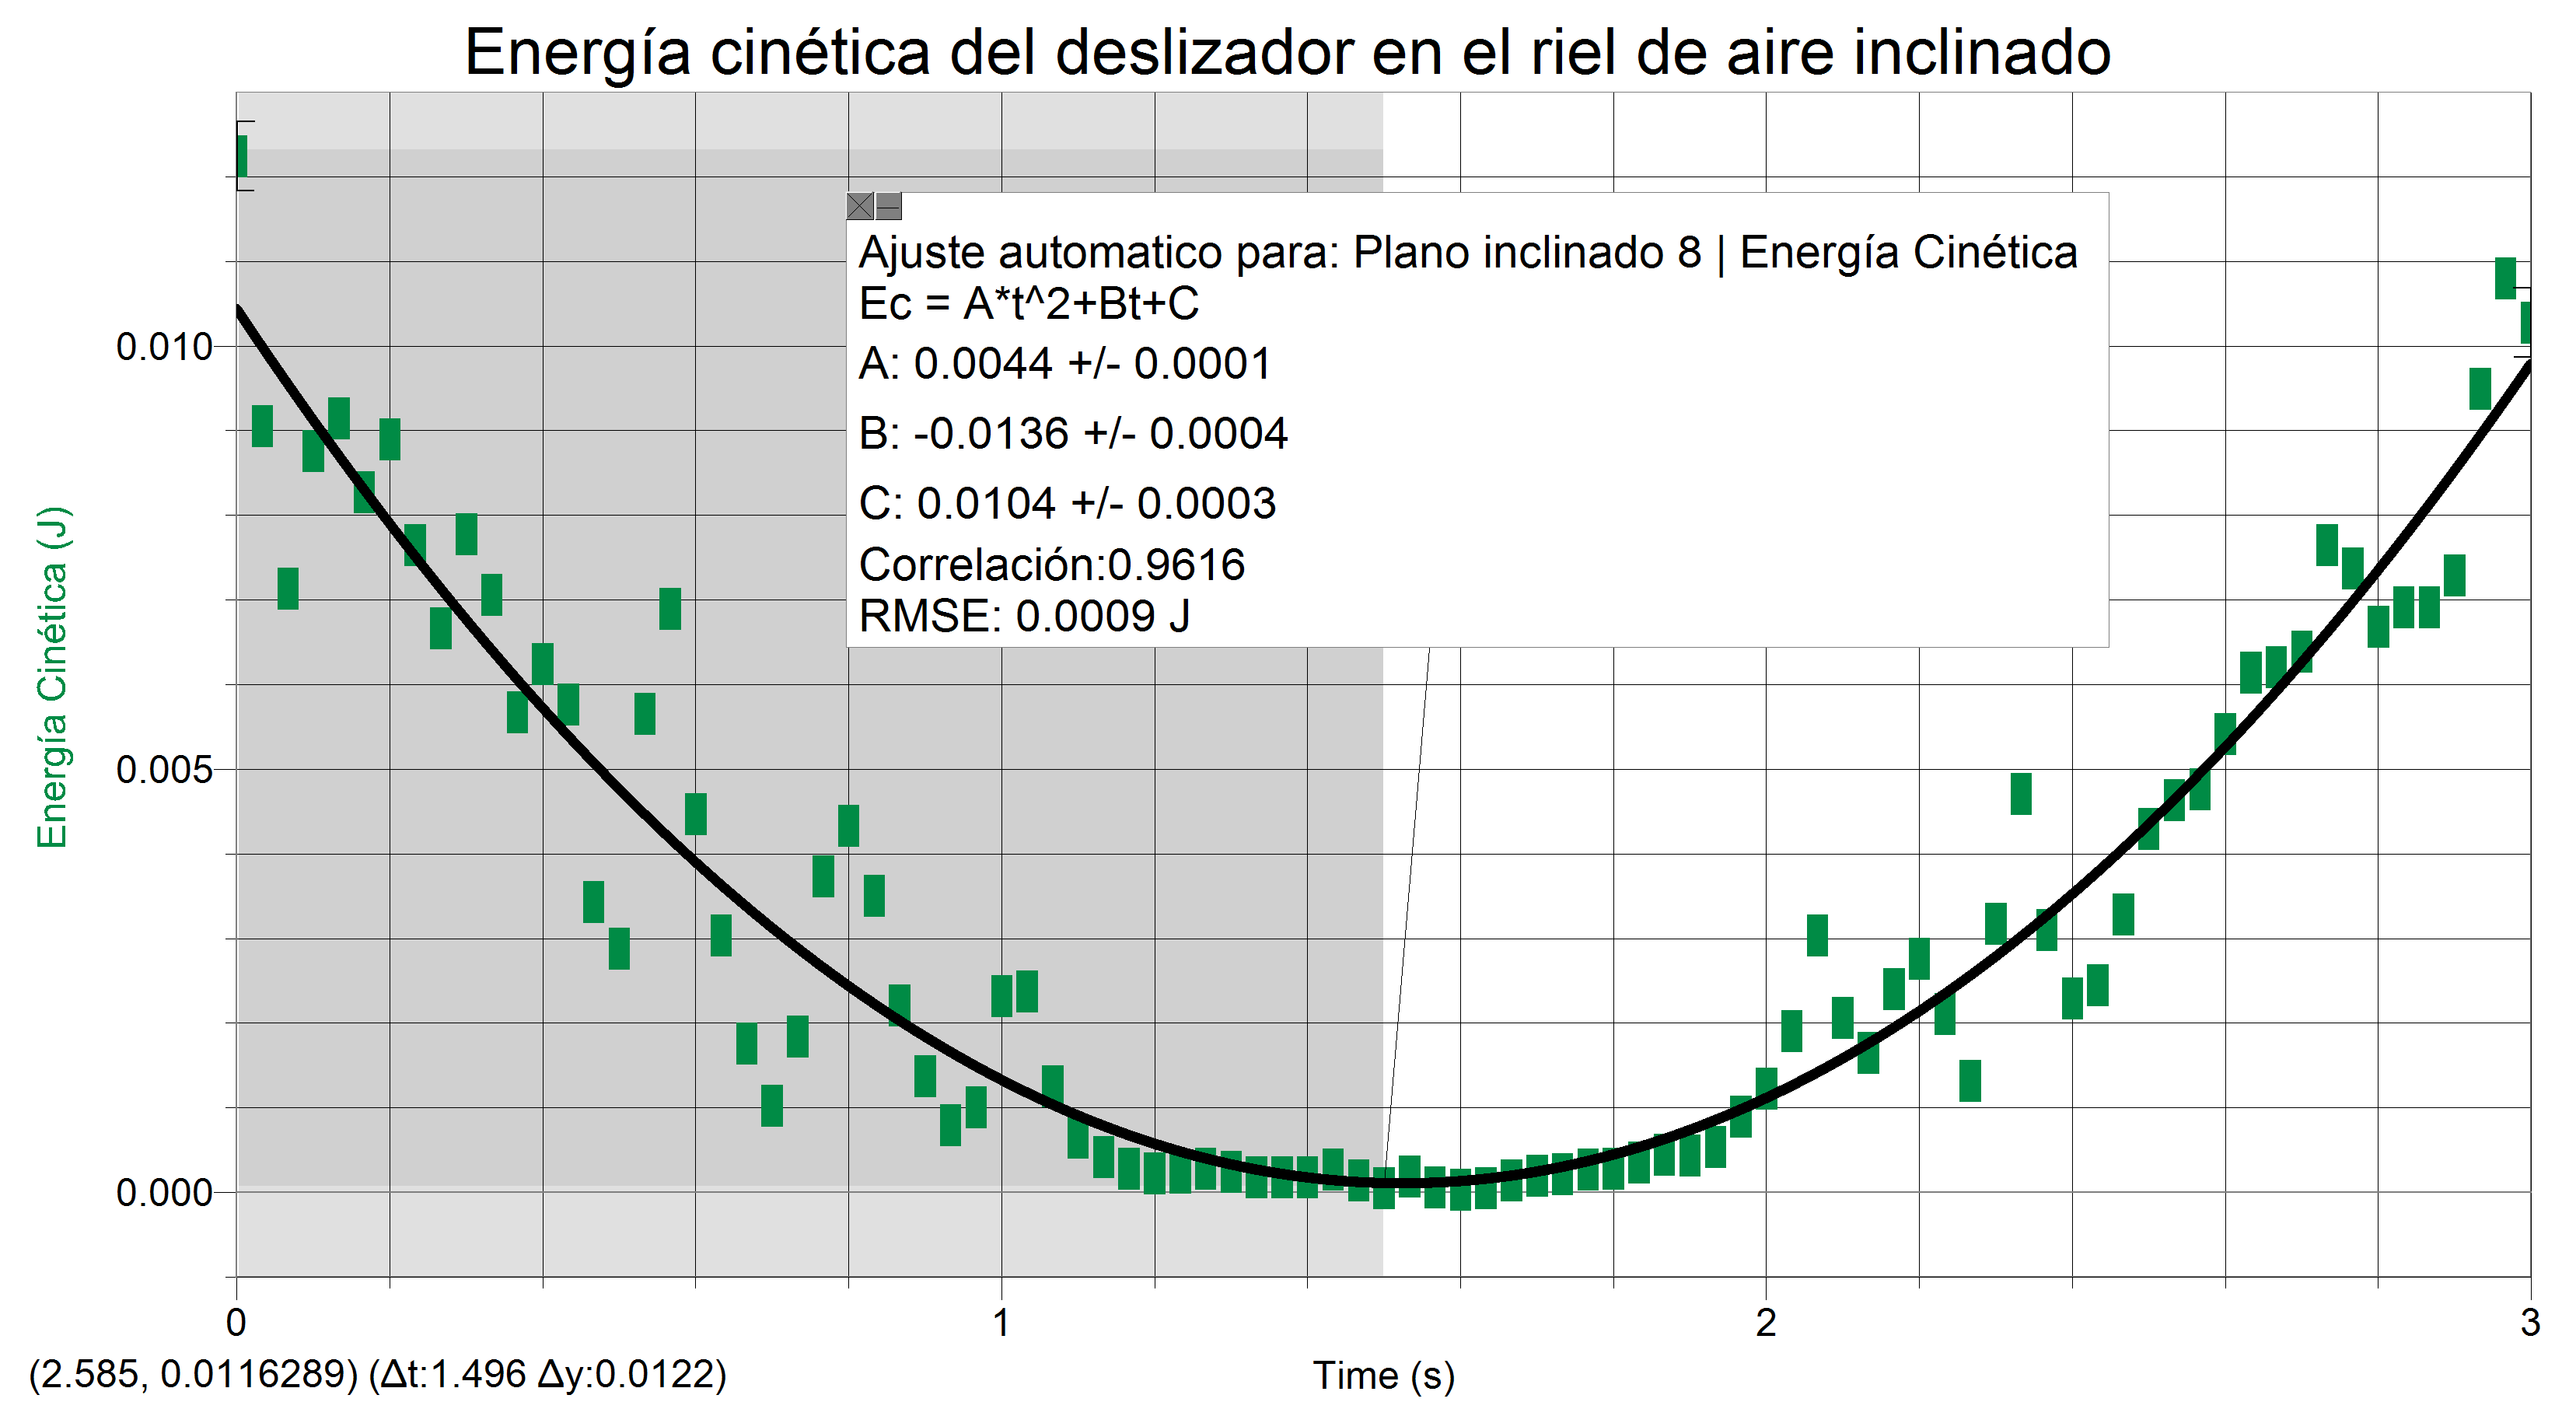 Energía cinética del deslizador en el riel de aire inclinado
Ajuste automatico para: Plano inclinado 8 | Energía Cinética
Ec = A*t^2+Bt+C
A: 0.0044 +/- 0.0001
B: -0.0136 +/- 0.0004
C: 0.0104 +/- 0.0003
Correlación:0.9616
RMSE: 0.0009 J
Energía Cinética (J)
0.010
0.005
0.000
0 1 2 3
(2.585, 0.0116289) (Δt:1.496 Δy:0.0122)
Time (s)